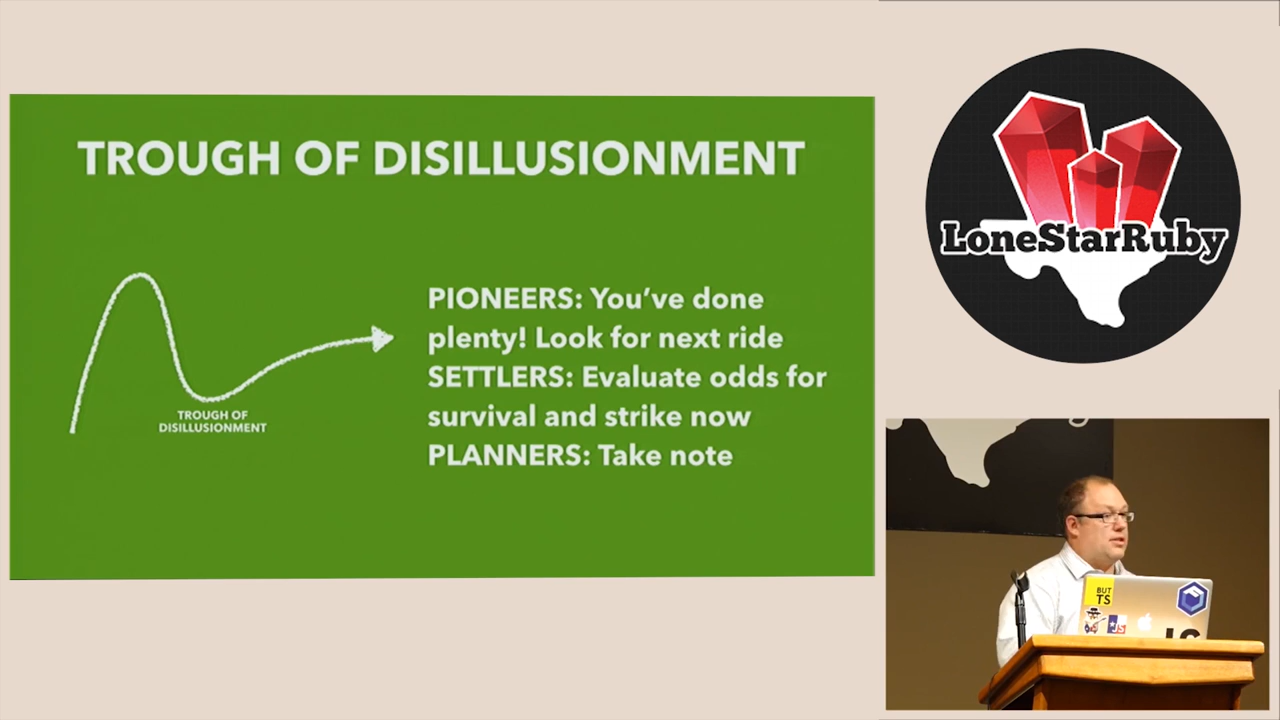 TROUGH OF DISILLUSIONMENT
TROUGH OF
DISILLUSIONMENT
PIONEERS: You've done
plenty! Look for next ride
SETTLERS: Evaluate odds for
survival and strike now
PLANNERS: Take note
LoneStarRuby
BUT
TS
JS